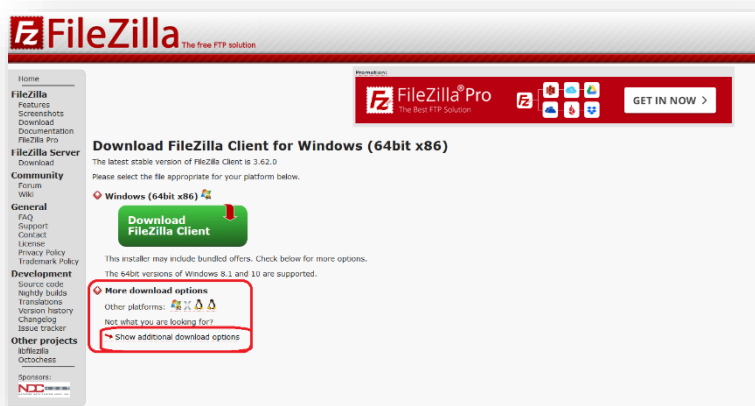 FileZilla The free FTP solution
Home
FileZilla
Features
Screenshots
Download
Documentation
FileZilla Pro
FileZilla Server
Download
Community
Forum
Wiki
General
FAQ
Support
Contact
License
Privacy Policy
Trademark Policy
Development
Source code
Nightly builds
Translations
Version history
Changelog
Issue tracker
Other projects
libfilezilla
Octochess
Sponsors:
Promotion:
FileZilla®Pro
The Best FTP Solution
GET IN NOW >
Download FileZilla Client for Windows (64bit x86)
The latest stable version of FileZilla Client is 3.62.0
Please select the file appropriate for your platform below.
Windows (64bit x86)
Download
FileZilla Client
This installer may include bundled offers. Check below for more options.
The 64bit versions of Windows 8.1 and 10 are supported.
More download options
Other platforms:
Not what you are looking for?
Show additional download options